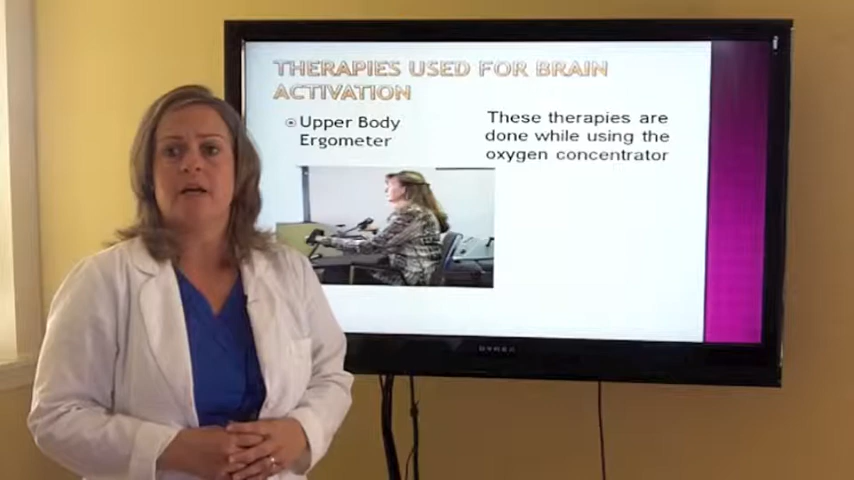 THERAPIES USED FOR BRAIN
ACTIVATION
Upper Body
Ergometer
These therapies are
done while using the
oxygen concentrator
DYNEX